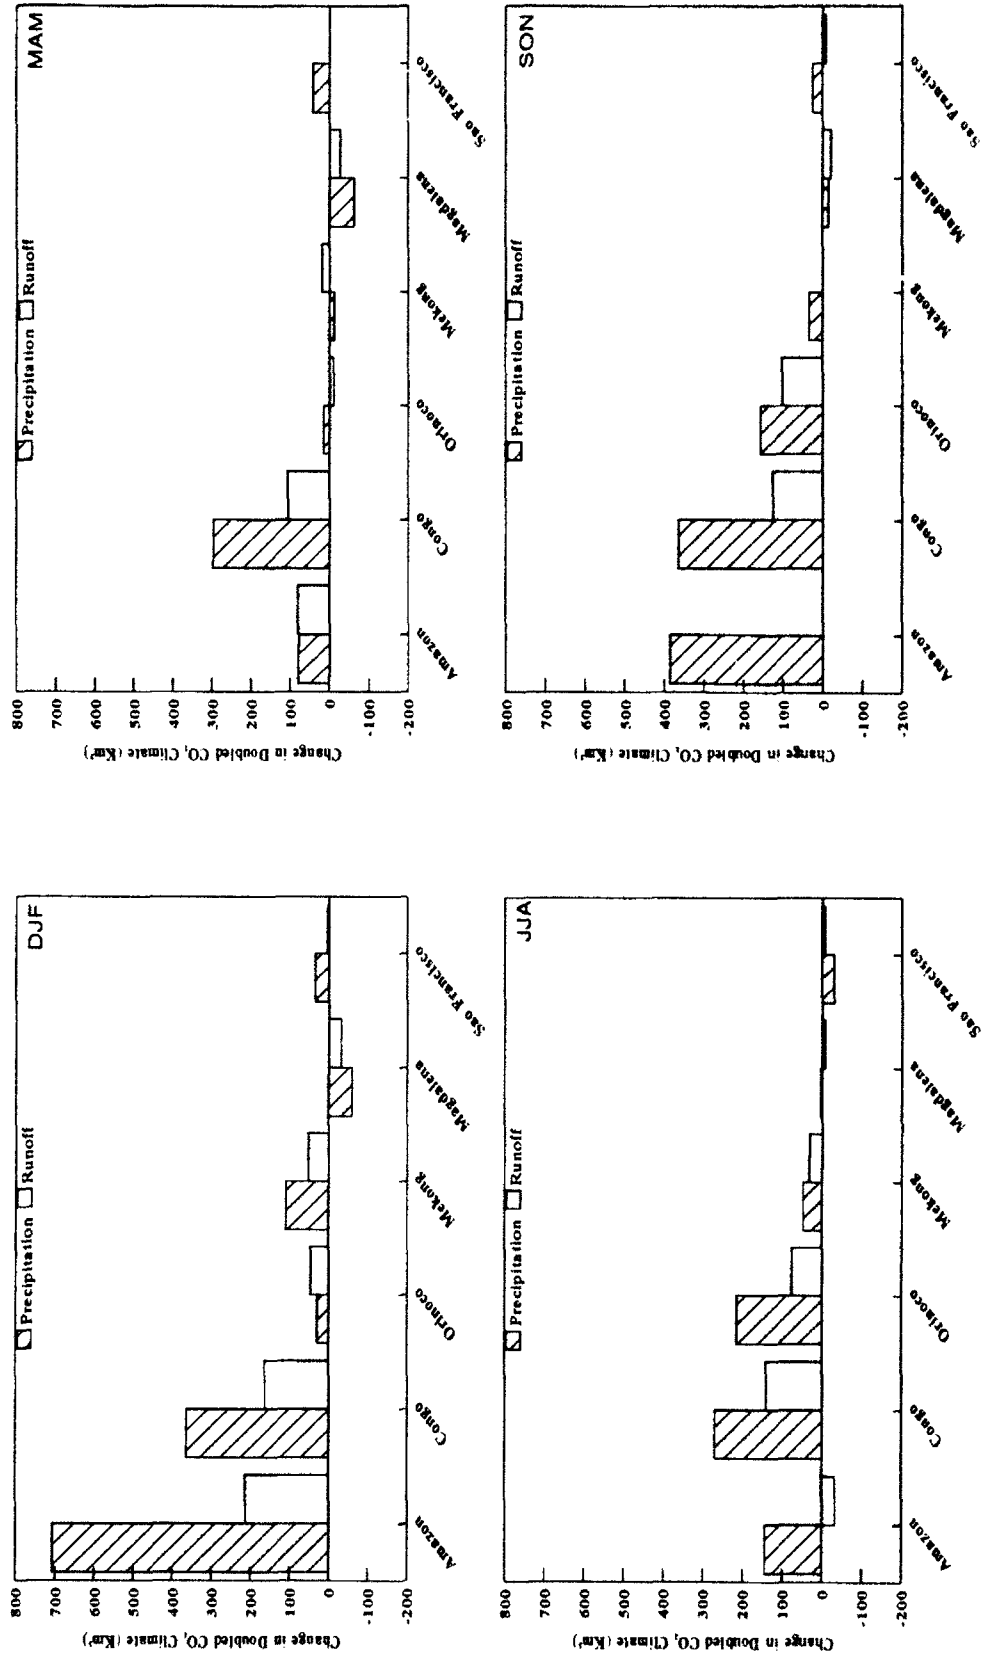 DJF
Precipitation Runoff
Change in Doubled CO₂ Climate (Km³)
800
700
600
500
400
300
200
100
0
-100
-200
Amazon
Congo
Orinoco
Mekong
Magdalena
Sao Francisco
MAM
Precipitation Runoff
Change in Doubled CO₂ Climate (Km³)
800
700
600
500
400
300
200
100
0
-100
-200
Amazon
Congo
Orinoco
Mekong
Magdalena
Sao Francisco
JJA
Precipitation Runoff
Change in Doubled CO₂ Climate (Km³)
800
700
600
500
400
300
200
100
0
-100
-200
Amazon
Congo
Orinoco
Mekong
Magdalena
Sao Francisco
SON
Precipitation Runoff
Change in Doubled CO₂ Climate (Km³)
800
700
600
500
400
300
200
100
0
-100
-200
Amazon
Congo
Orinoco
Mekong
Magdalena
Sao Francisco